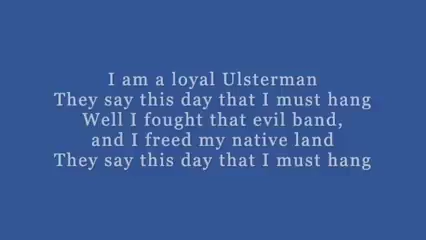 I am a loyal Ulsterman
They say this day that I must hang
Well I fought that evil band,
and I freed my native land
They say this day that I must hang